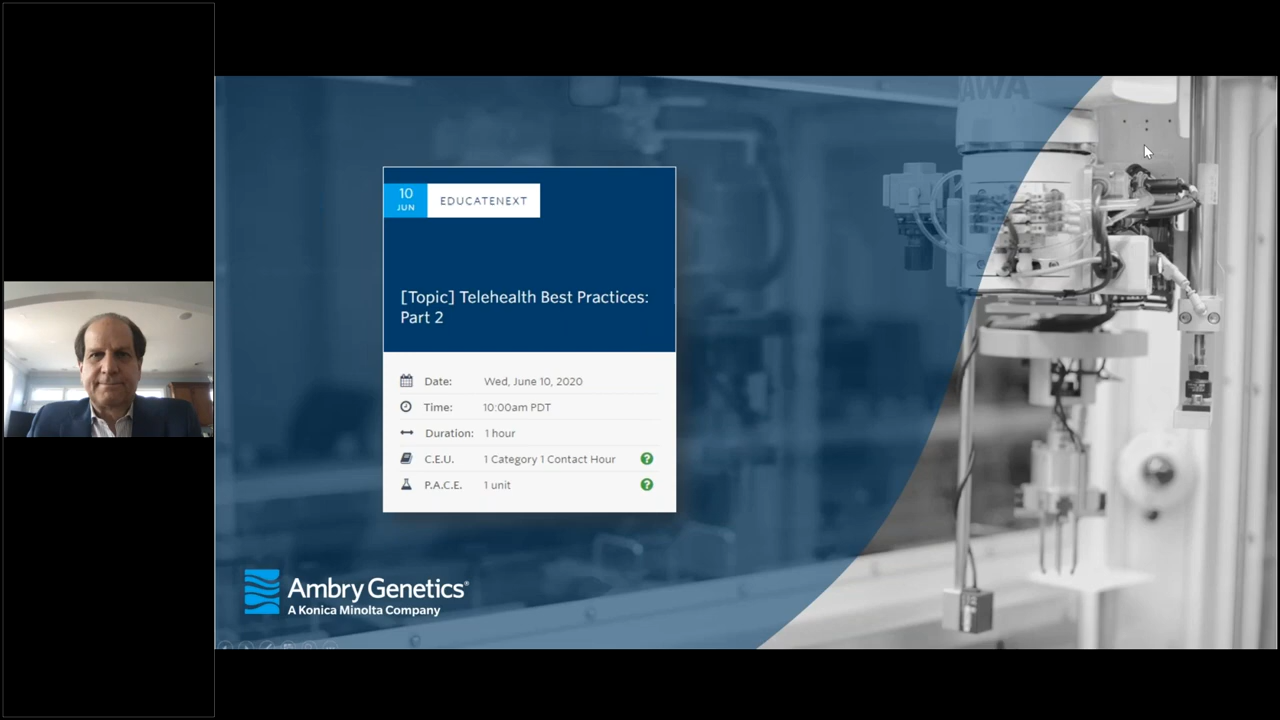 AWA
10
JUN
EDUCATENEXT
[Topic] Telehealth Best Practices:
Part 2
Date: Wed, June 10, 2020
Time: 10:00am PDT
Duration: 1 hour
C.E.U. 1 Category 1 Contact Hour ?
P.A.C.E. 1 unit ?
Ambry Genetics®
A Konica Minolta Company